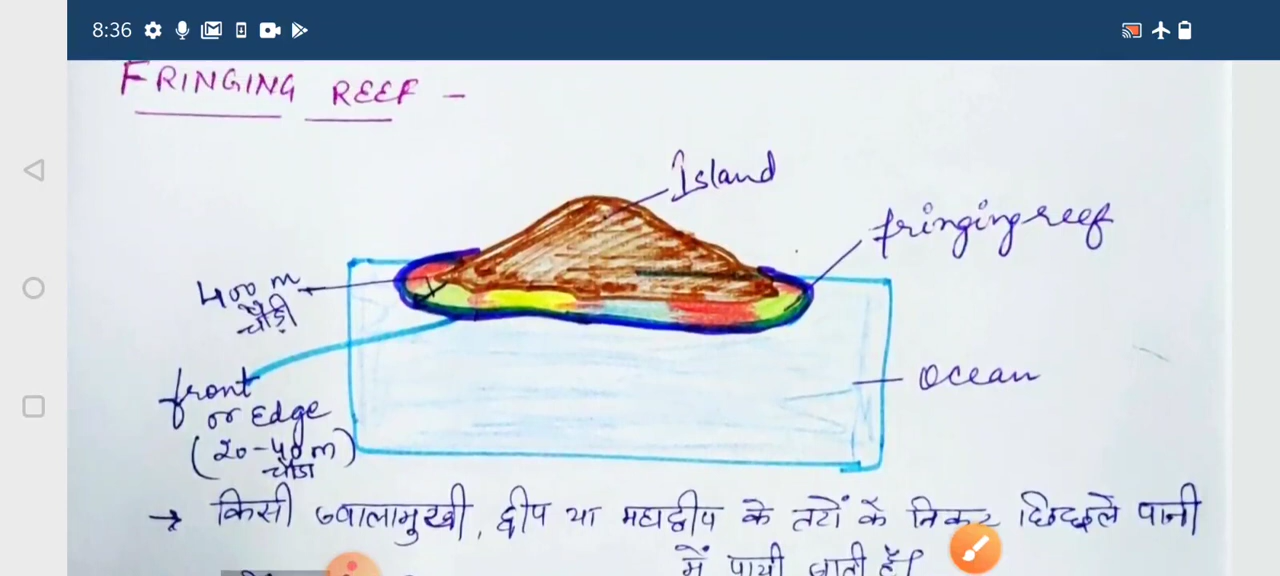 8:36
FRINGING REEF -
Island
fringing reef
400 m
चौड़ी
front
or Edge
(20-40 m)
चौडा
Ocean
→ किसी ज्वालामुखी, द्वीप या महाद्वीप के तटों के निकट छिछले पानी
में पायी जाती हैं।